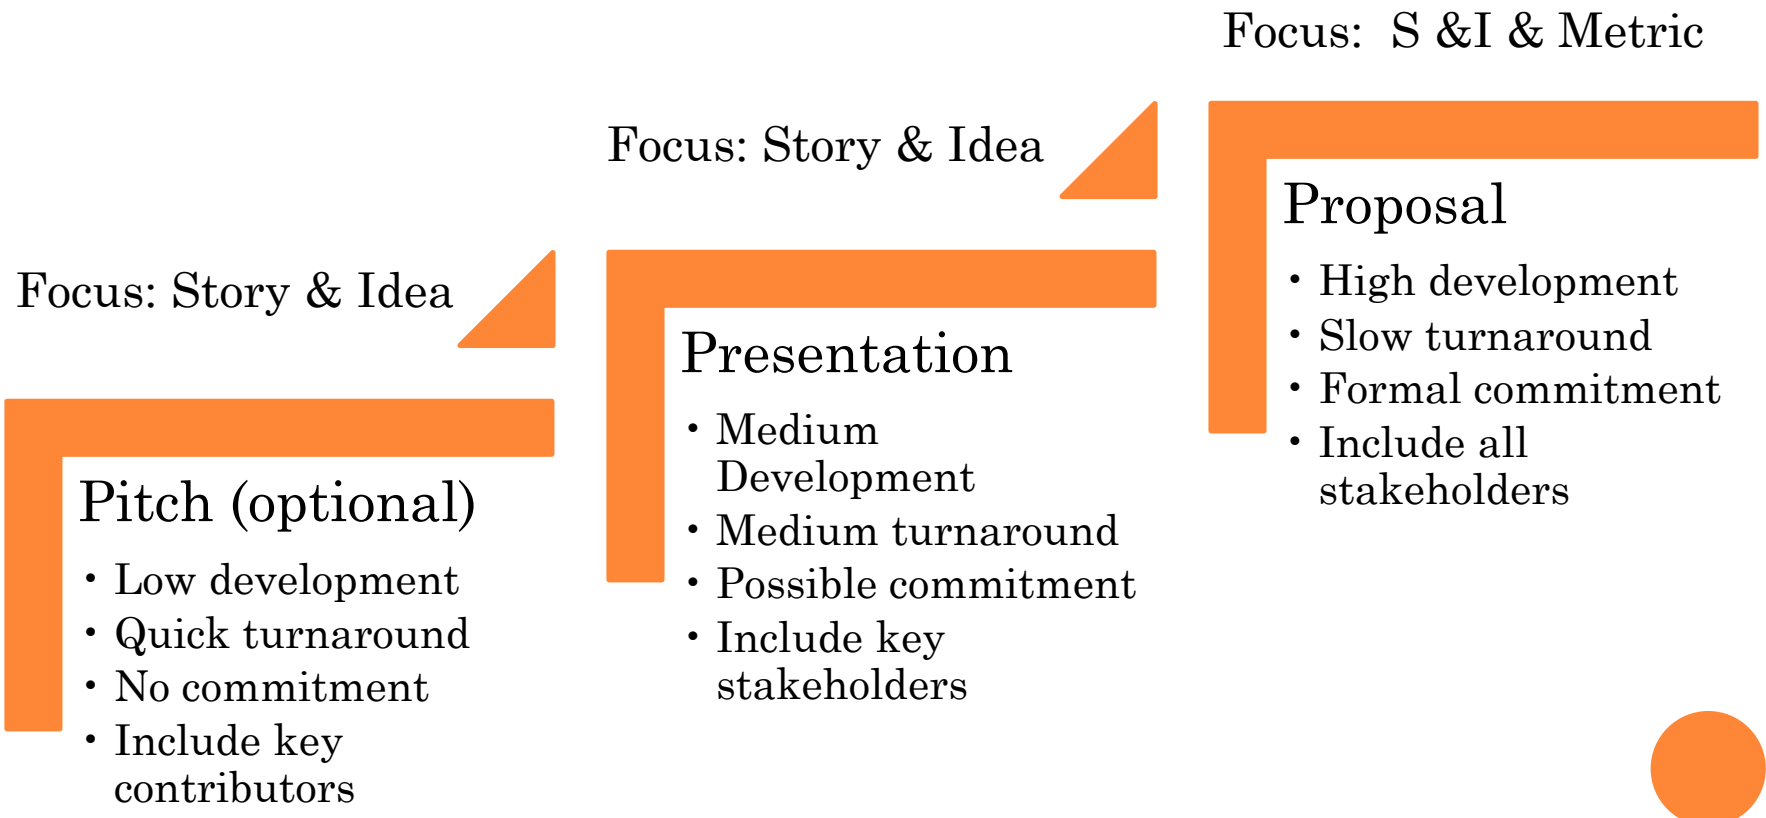 Focus: Story & Idea
Pitch (optional)
• Low development
• Quick turnaround
• No commitment
• Include key
contributors
Focus: Story & Idea
Presentation
• Medium
Development
• Medium turnaround
• Possible commitment
• Include key
stakeholders
Focus:  S &I & Metric
Proposal
• High development
• Slow turnaround
• Formal commitment
• Include all
stakeholders